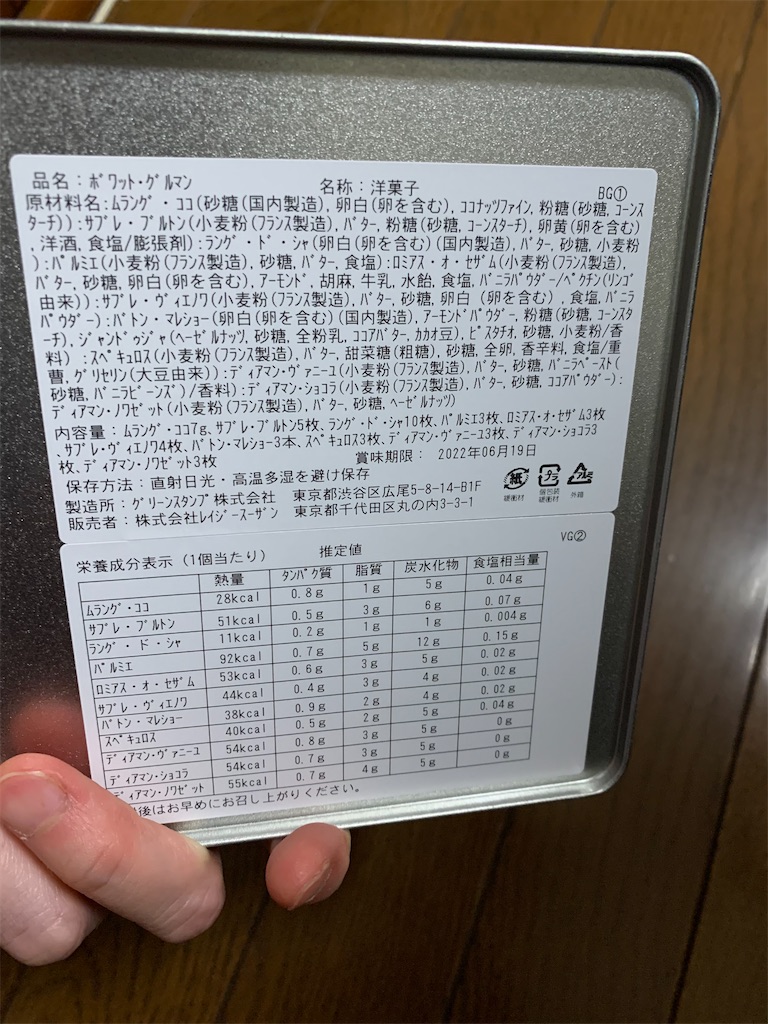 品名：ﾎﾞﾜｯﾄ・ｸﾞﾙﾏﾝ 名称：洋菓子 BG①
原材料名：ﾑﾗﾝｸﾞ・ｺｺ(砂糖(国内製造), 卵白(卵を含む), ｺｺﾅｯﾂﾌｧｲﾝ, 粉糖(砂糖, ｺｰﾝｽ
ﾀｰﾁ))：ｻﾌﾞﾚ・ﾌﾞﾙﾄﾝ(小麦粉(ﾌﾗﾝｽ製造), ﾊﾞﾀｰ, 粉糖(砂糖, ｺｰﾝｽﾀｰﾁ), 卵黄(卵を含む)
, 洋酒, 食塩/膨張剤)：ﾗﾝｸﾞ・ﾄﾞ・ｼｬ(卵白(卵を含む)(国内製造), ﾊﾞﾀｰ, 砂糖, 小麦粉
)：ﾊﾟﾙﾐｴ(小麦粉(ﾌﾗﾝｽ製造), 砂糖, ﾊﾞﾀｰ, 食塩)：ﾛﾐｱｽ・ｵ・ｾｻﾞﾑ(小麦粉(ﾌﾗﾝｽ製造),
ﾊﾞﾀｰ, 砂糖, 卵白(卵を含む), ｱｰﾓﾝﾄﾞ, 胡麻, 牛乳, 水飴, 食塩, ﾊﾞﾆﾗﾊﾟｳﾀﾞｰ/ﾍﾟｸﾁﾝ(ﾘﾝｺﾞ
由来))：ｻﾌﾞﾚ・ｳﾞｨｴﾉﾜ(小麦粉(ﾌﾗﾝｽ製造), ﾊﾞﾀｰ, 砂糖, 卵白 (卵を含む) , 食塩, ﾊﾞﾆﾗ
ﾊﾟｳﾀﾞｰ)：ﾊﾞﾄﾝ・ﾏﾚｼｮｰ(卵白(卵を含む)(国内製造), ｱｰﾓﾝﾄﾞﾊﾟｳﾀﾞｰ, 粉糖(砂糖, ｺｰﾝｽﾀ
ｰﾁ), ｼﾞｬﾝﾄﾞｩｼﾞｬ(ﾍｰｾﾞﾙﾅｯﾂ, 砂糖, 全粉乳, ｺｺｱﾊﾞﾀｰ, ｶｶｵ豆), ﾋﾟｽﾀﾁｵ, 砂糖, 小麦粉/香
料) ：ｽﾍﾟｷｭﾛｽ(小麦粉(ﾌﾗﾝｽ製造), ﾊﾞﾀｰ, 甜菜糖(粗糖), 砂糖, 全卵, 香辛料, 食塩/重
曹, ｸﾞﾘｾﾘﾝ(大豆由来))：ﾃﾞｨｱﾏﾝ・ｳﾞｧﾆｰﾕ(小麦粉(ﾌﾗﾝｽ製造), ﾊﾞﾀｰ, 砂糖, ﾊﾞﾆﾗﾍﾟｰｽﾄ(
砂糖, ﾊﾞﾆﾗﾋﾞｰﾝｽﾞ)/香料)：ﾃﾞｨｱﾏﾝ・ｼｮｺﾗ(小麦粉(ﾌﾗﾝｽ製造), ﾊﾞﾀｰ, 砂糖, ｺｺｱﾊﾟｳﾀﾞｰ)：
ﾃﾞｨｱﾏﾝ・ﾉﾜｾﾞｯﾄ(小麦粉(ﾌﾗﾝｽ製造), ﾊﾞﾀｰ, 砂糖, ﾍｰｾﾞﾙﾅｯﾂ)
内容量：ﾑﾗﾝｸﾞ・ｺｺ7g, ｻﾌﾞﾚ・ﾌﾞﾙﾄﾝ5枚, ﾗﾝｸﾞ・ﾄﾞ・ｼｬ10枚, ﾊﾟﾙﾐｴ3枚, ﾛﾐｱｽ・ｵ・ｾｻﾞﾑ3枚
, ｻﾌﾞﾚ・ｳﾞｨｴﾉﾜ4枚, ﾊﾞﾄﾝ・ﾏﾚｼｮｰ3本, ｽﾍﾟｷｭﾛｽ3枚, ﾃﾞｨｱﾏﾝ・ｳﾞｧﾆｰﾕ3枚, ﾃﾞｨｱﾏﾝ・ｼｮｺﾗ3
枚, ﾃﾞｨｱﾏﾝ・ﾉﾜｾﾞｯﾄ3枚 賞味期限： 2022年06月19日
保存方法：直射日光・高温多湿を避け保存
製造所：ｸﾞﾘｰﾝｽﾀﾝﾌﾟ株式会社 東京都渋谷区広尾5-8-14-B1F
販売者：株式会社ﾚｲｼﾞｰｽｰｻﾞﾝ 東京都千代田区丸の内3-3-1
紙 プラ アルミ
緩衝材 個包装 緩衝材 外箱
VG②
栄養成分表示（1個当たり） 推定値
熱量 ﾀﾝﾊﾟｸ質 脂質 炭水化物 食塩相当量
ﾑﾗﾝｸﾞ・ｺｺ 28kcal 0.8g 1g 5g 0.04g
ｻﾌﾞﾚ・ﾌﾞﾙﾄﾝ 51kcal 0.5g 3g 6g 0.07g
ﾗﾝｸﾞ・ﾄﾞ・ｼｬ 11kcal 0.2g 1g 1g 0.004g
ﾊﾟﾙﾐｴ 92kcal 0.7g 5g 12g 0.15g
ﾛﾐｱｽ・ｵ・ｾｻﾞﾑ 53kcal 0.6g 3g 5g 0.02g
ｻﾌﾞﾚ・ｳﾞｨｴﾉﾜ 44kcal 0.4g 3g 4g 0.02g
ﾊﾞﾄﾝ・ﾏﾚｼｮｰ 38kcal 0.9g 2g 4g 0.02g
ｽﾍﾟｷｭﾛｽ 40kcal 0.5g 2g 5g 0.04g
ﾃﾞｨｱﾏﾝ・ｳﾞｧﾆｰﾕ 54kcal 0.8g 3g 5g 0g
ﾃﾞｨｱﾏﾝ・ｼｮｺﾗ 54kcal 0.7g 3g 5g 0g
ﾃﾞｨｱﾏﾝ・ﾉﾜｾﾞｯﾄ 55kcal 0.7g 4g 5g 0g
後はお早めにお召し上がりください。